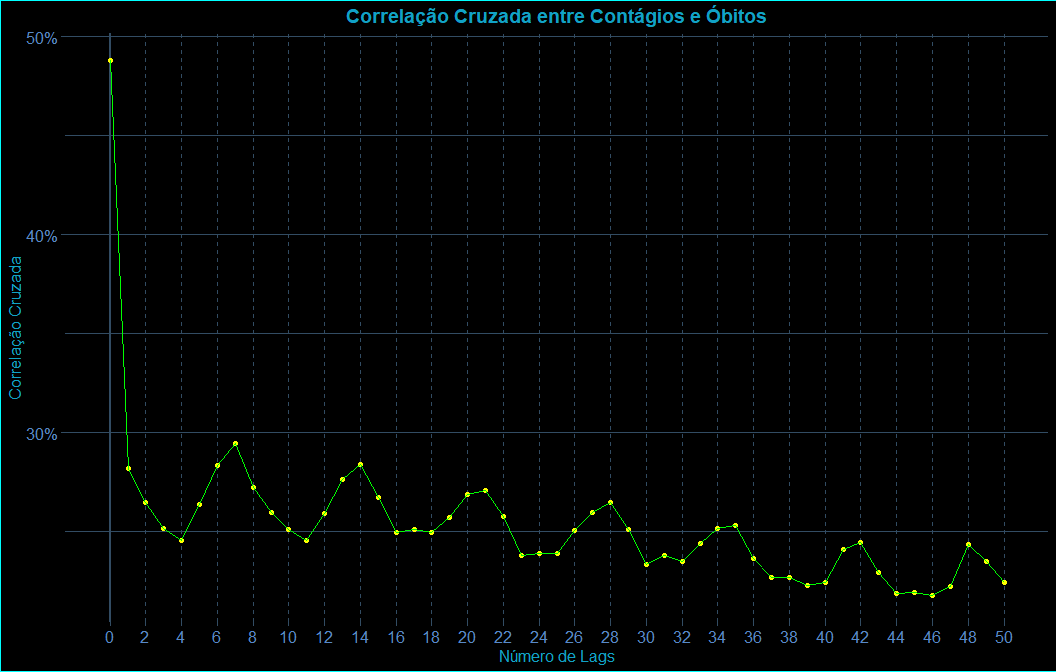 Correlação Cruzada entre Contágios e Óbitos
50%
40%
30%
Correlação Cruzada
0 2 4 6 8 10 12 14 16 18 20 22 24 26 28 30 32 34 36 38 40 42 44 46 48 50
Número de Lags